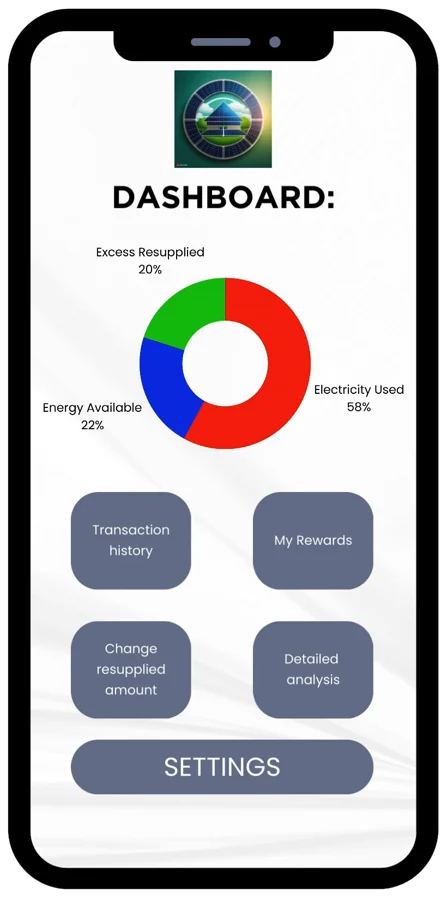 DASHBOARD:
Excess Resupplied
20%
Electricity Used
58%
Energy Available
22%
Transaction
history
My Rewards
Change
resupplied
amount
Detailed
analysis
SETTINGS